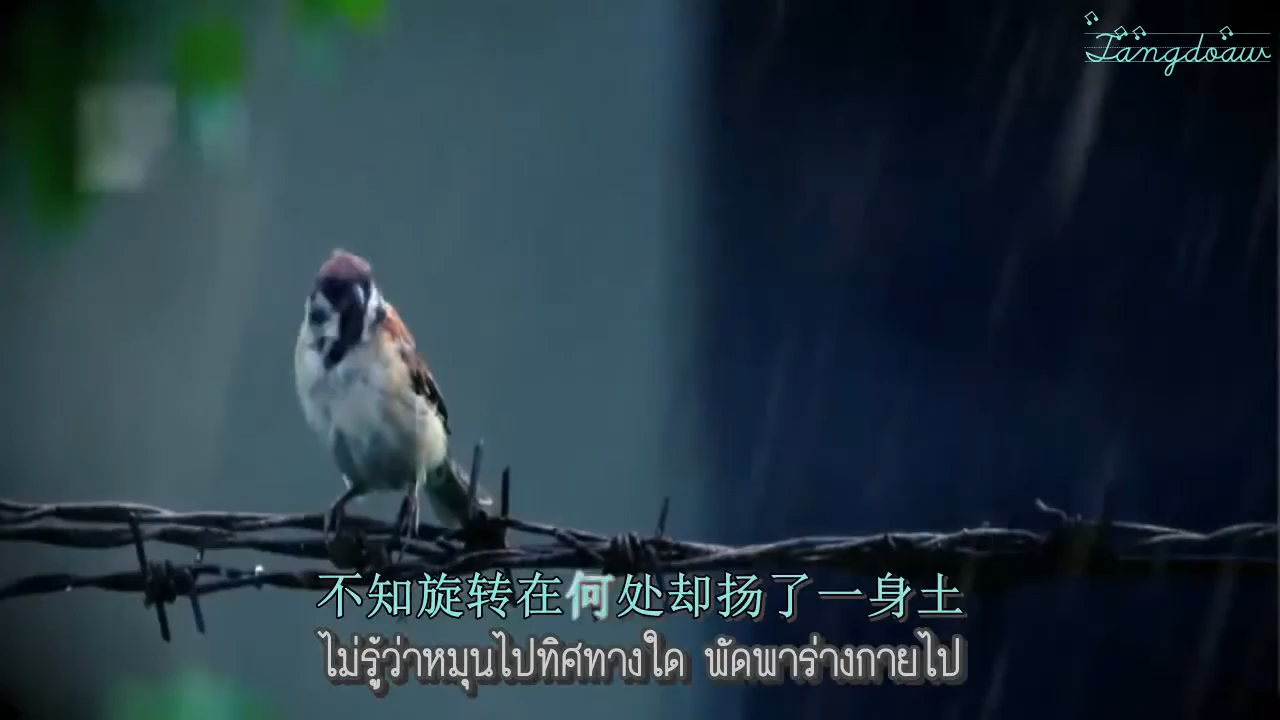 Tangdoauw
不知旋转在何处却扬了一身土
ไม่รู้ว่าหมุนไปทิศทางใด พัดพาร่างกายไป